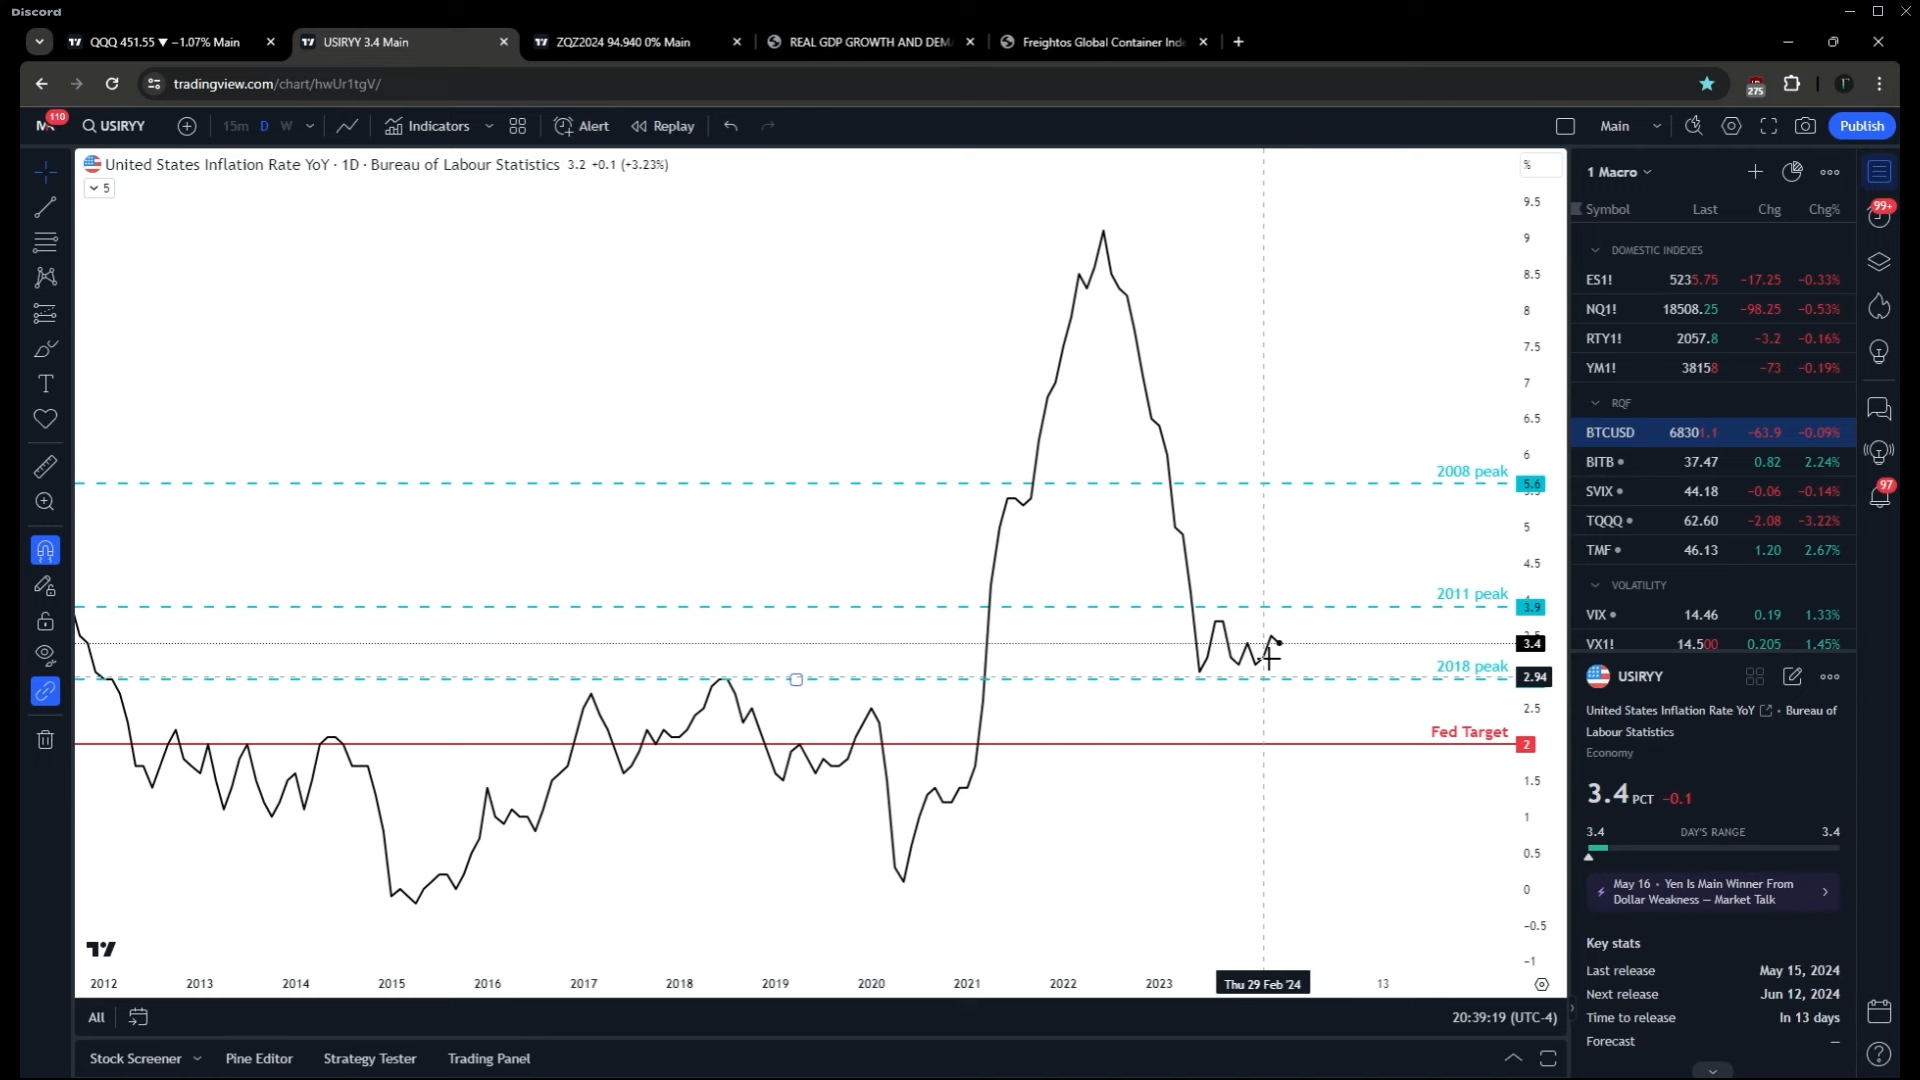 Discord
QQQ 451.55 ▼ −1.07% Main
USIRYY 3.4 Main
ZQZ2024 94.940 0% Main
REAL GDP GROWTH AND DEM
Freightos Global Container Inde
tradingview.com/chart/hwUr1tgV/
275
110
USIRYY
15m D W
Indicators
Alert
Replay
Main
Publish
United States Inflation Rate YoY · 1D · Bureau of Labour Statistics 3.2 +0.1 (+3.23%)
5
%
9.5
9
8.5
8
7.5
7
6.5
6
2008 peak 5.6
5
4.5
2011 peak 3.9
3.4
2018 peak 2.94
2.5
Fed Target 2
1.5
1
0.5
0
−0.5
−1
2012 2013 2014 2015 2016 2017 2018 2019 2020 2021 2022 2023 Thu 29 Feb '24 13
All
20:39:19 (UTC-4)
Stock Screener Pine Editor Strategy Tester Trading Panel
1 Macro
Symbol Last Chg Chg%
DOMESTIC INDEXES
ES1! 5235.75 −17.25 −0.33%
NQ1! 18508.25 −98.25 −0.53%
RTY1! 2057.8 −3.2 −0.16%
YM1! 38158 −73 −0.19%
RQF
BTCUSD 68301.1 −63.9 −0.09%
BITB 37.47 0.82 2.24%
SVIX 44.18 −0.06 −0.14%
TQQQ 62.60 −2.08 −3.22%
TMF 46.13 1.20 2.67%
VOLATILITY
VIX 14.46 0.19 1.33%
VX1! 14.500 0.205 1.45%
USIRYY
United States Inflation Rate YoY • Bureau of
Labour Statistics
Economy
3.4 PCT −0.1
3.4 DAY'S RANGE 3.4
May 16 • Yen Is Main Winner From
Dollar Weakness — Market Talk
Key stats
Last release May 15, 2024
Next release Jun 12, 2024
Time to release In 13 days
Forecast —
99+
97